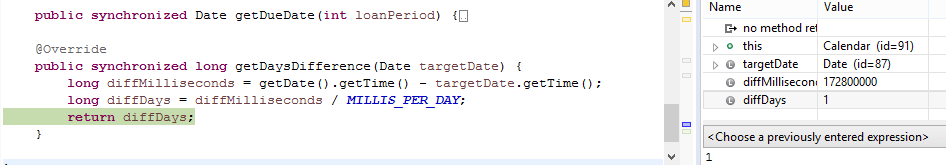 public synchronized Date getDueDate(int loanPeriod) {
@Override
public synchronized long getDaysDifference(Date targetDate) {
long diffMilliseconds = getDate().getTime() - targetDate.getTime();
long diffDays = diffMilliseconds / MILLIS_PER_DAY;
return diffDays;
}
Name Value
no method ret
this Calendar (id=91)
targetDate Date (id=87)
diffMillisecond 172800000
diffDays 1
<Choose a previously entered expression>
1